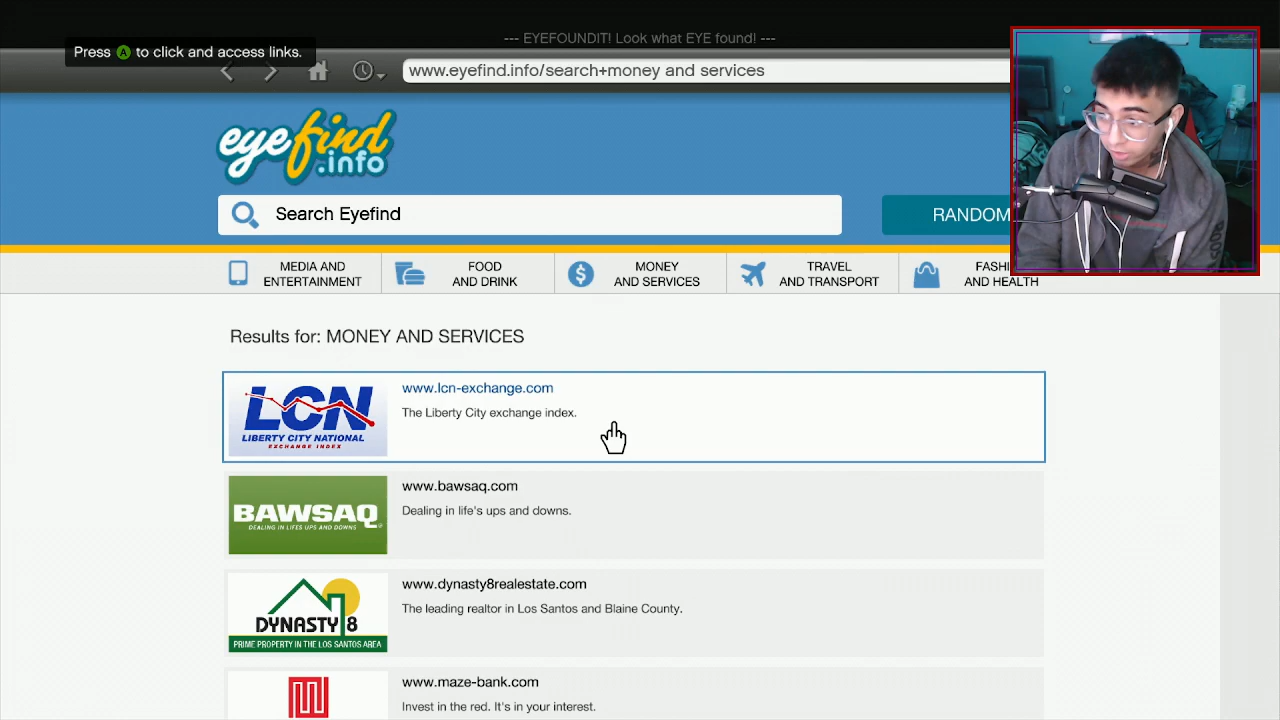 --- EYEFOUNDIT! Look what EYE found! ---
Press A to click and access links.
www.eyefind.info/search+money and services
eyefind
.info
Search Eyefind
RANDOM
MEDIA AND
ENTERTAINMENT
FOOD
AND DRINK
MONEY
AND SERVICES
TRAVEL
AND TRANSPORT
FASHI
AND HEALTH
Results for: MONEY AND SERVICES
LCN
LIBERTY CITY NATIONAL
EXCHANGE INDEX
www.lcn-exchange.com
The Liberty City exchange index.
BAWSAQ
DEALING IN LIFE'S UPS AND DOWNS
www.bawsaq.com
Dealing in life's ups and downs.
DYNASTY 8
PRIME PROPERTY IN THE LOS SANTOS AREA
www.dynasty8realestate.com
The leading realtor in Los Santos and Blaine County.
www.maze-bank.com
Invest in the red. It's in your interest.